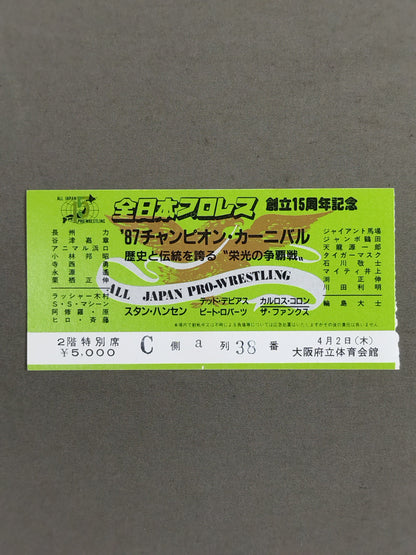 ALL JAPAN
15
PRO-WRESTLING
全日本プロレス 創立15周年記念
'87チャンピオン・カーニバル
歴史と伝統を誇る〝栄光の争覇戦〟
ALL JAPAN PRO-WRESTLING
長州力
谷津嘉章
アニマル浜口
小林邦昭
寺西勇
永源遙
栗栖正伸
ラッシャー木村
S・S・マシーン
阿修羅・原
ヒロ・斉藤
テッド・デビアス カルロス・コロン
スタン・ハンセン ピート・ロバーツ ザ・ファンクス
ジャイアント馬場
ジャンボ鶴田
天龍源一郎
タイガーマスク
石川敬士
マイティ井上
渕正伸
川田利明
輪島大士
2階特別席
¥5,000
C側a列38番
4月2日(木)
大阪府立体育会館